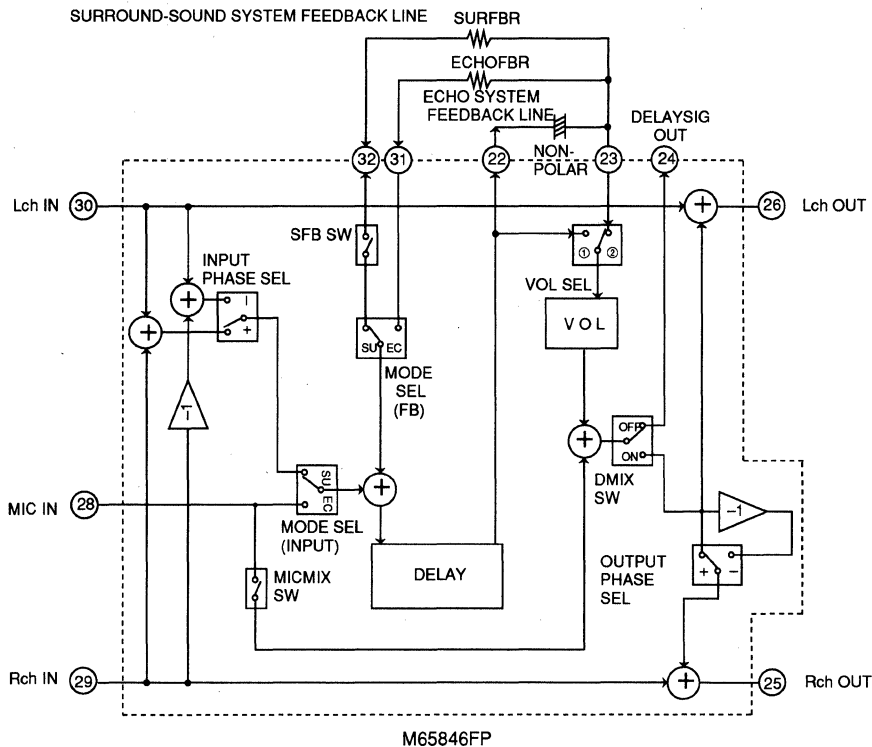 SURROUND-SOUND SYSTEM FEEDBACK LINE
SURFBR
ECHOFBR
ECHO SYSTEM
FEEDBACK LINE
NON-
POLAR
DELAYSIG
OUT
32
31
22
23
24
Lch IN
30
26
Lch OUT
SFB SW
INPUT
PHASE SEL
−
+
+
+
+
① ②
VOL SEL
VOL
SU EC
MODE
SEL
(FB)
−1
+
OFF
ON
DMIX
SW
MIC IN
28
SU
EC
+
MODE SEL
(INPUT)
−1
DELAY
MICMIX
SW
OUTPUT
PHASE
SEL
+ −
Rch IN
29
+
25
Rch OUT
M65846FP